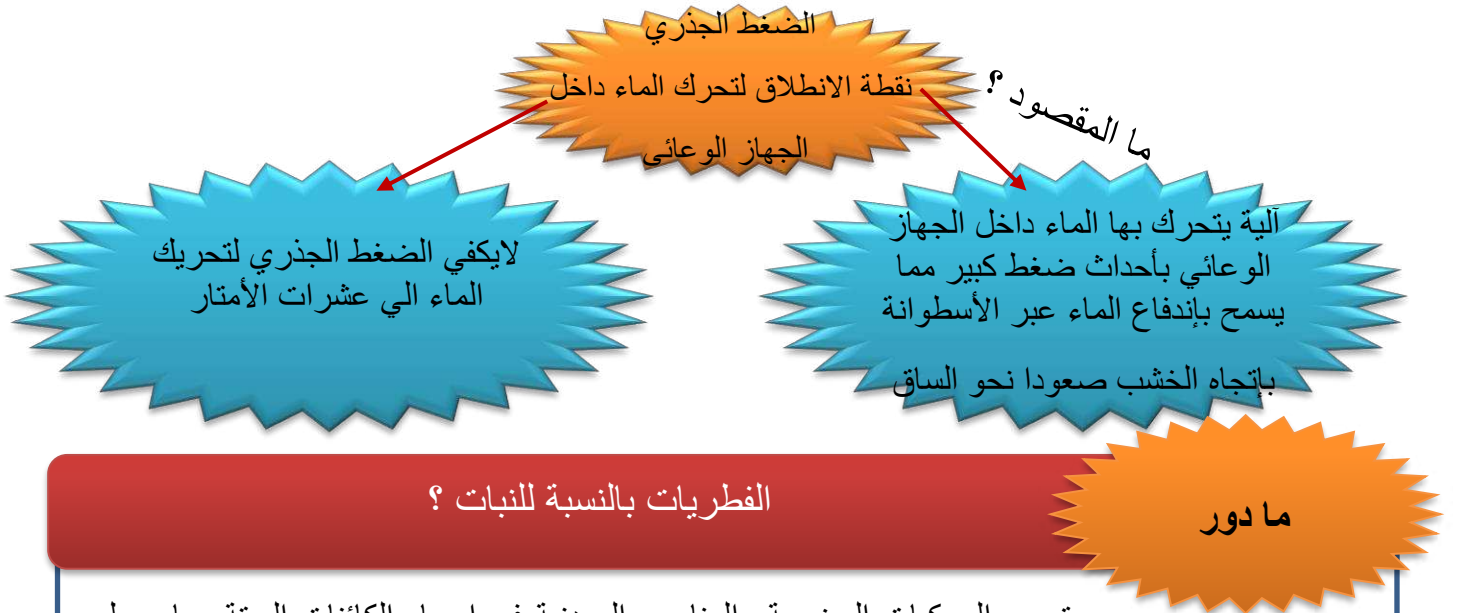 الضغط الجذري
نقطة الانطلاق لتحرك الماء داخل
الجهاز الوعائي
ما المقصود ؟
آلية يتحرك بها الماء داخل الجهاز
الوعائي بأحداث ضغط كبير مما
يسمح بإندفاع الماء عبر الأسطوانة
بإتجاه الخشب صعودا نحو الساق
لايكفي الضغط الجذري لتحريك
الماء الي عشرات الأمتار
ما دور
الفطريات بالنسبة للنبات ؟